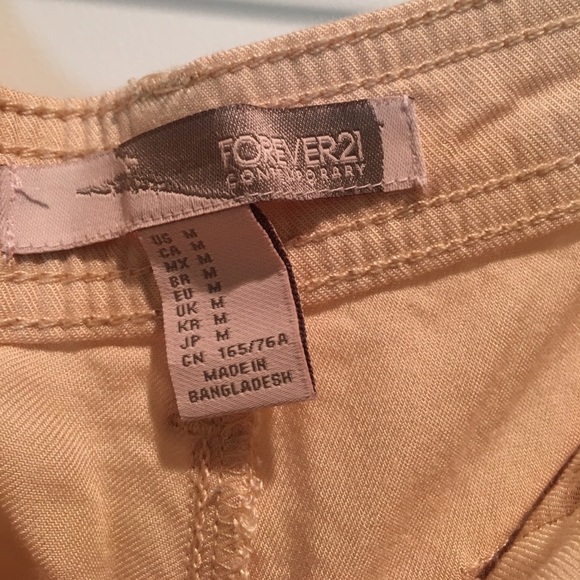 FOREVER21
CONTEMPORARY
US M
CA M
MX M
BR M
EU M
UK M
KR M
JP M
CN 165/76A
MADE IN
BANGLADESH